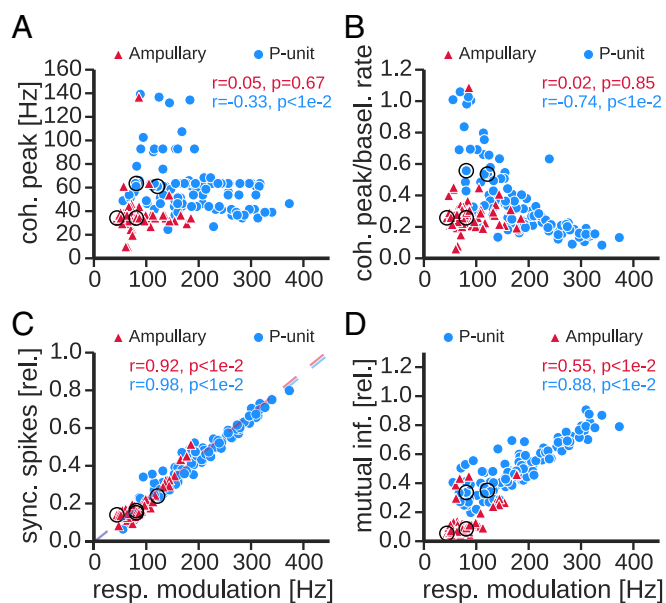 A
Ampullary P-unit
r=0.05, p=0.67
r=-0.33, p<1e-2
coh. peak [Hz]
160
140
120
100
80
60
40
20
0
0 100 200 300 400
B
Ampullary P-unit
r=0.02, p=0.85
r=-0.74, p<1e-2
coh. peak/basel. rate
1.2
1.0
0.8
0.6
0.4
0.2
0.0
0 100 200 300 400
C
Ampullary P-unit
r=0.92, p<1e-2
r=0.98, p<1e-2
sync. spikes [rel.]
1.0
0.8
0.6
0.4
0.2
0.0
0 100 200 300 400
resp. modulation [Hz]
D
P-unit Ampullary
r=0.55, p<1e-2
r=0.88, p<1e-2
mutual inf. [rel.]
1.2
1.0
0.8
0.6
0.4
0.2
0.0
0 100 200 300 400
resp. modulation [Hz]